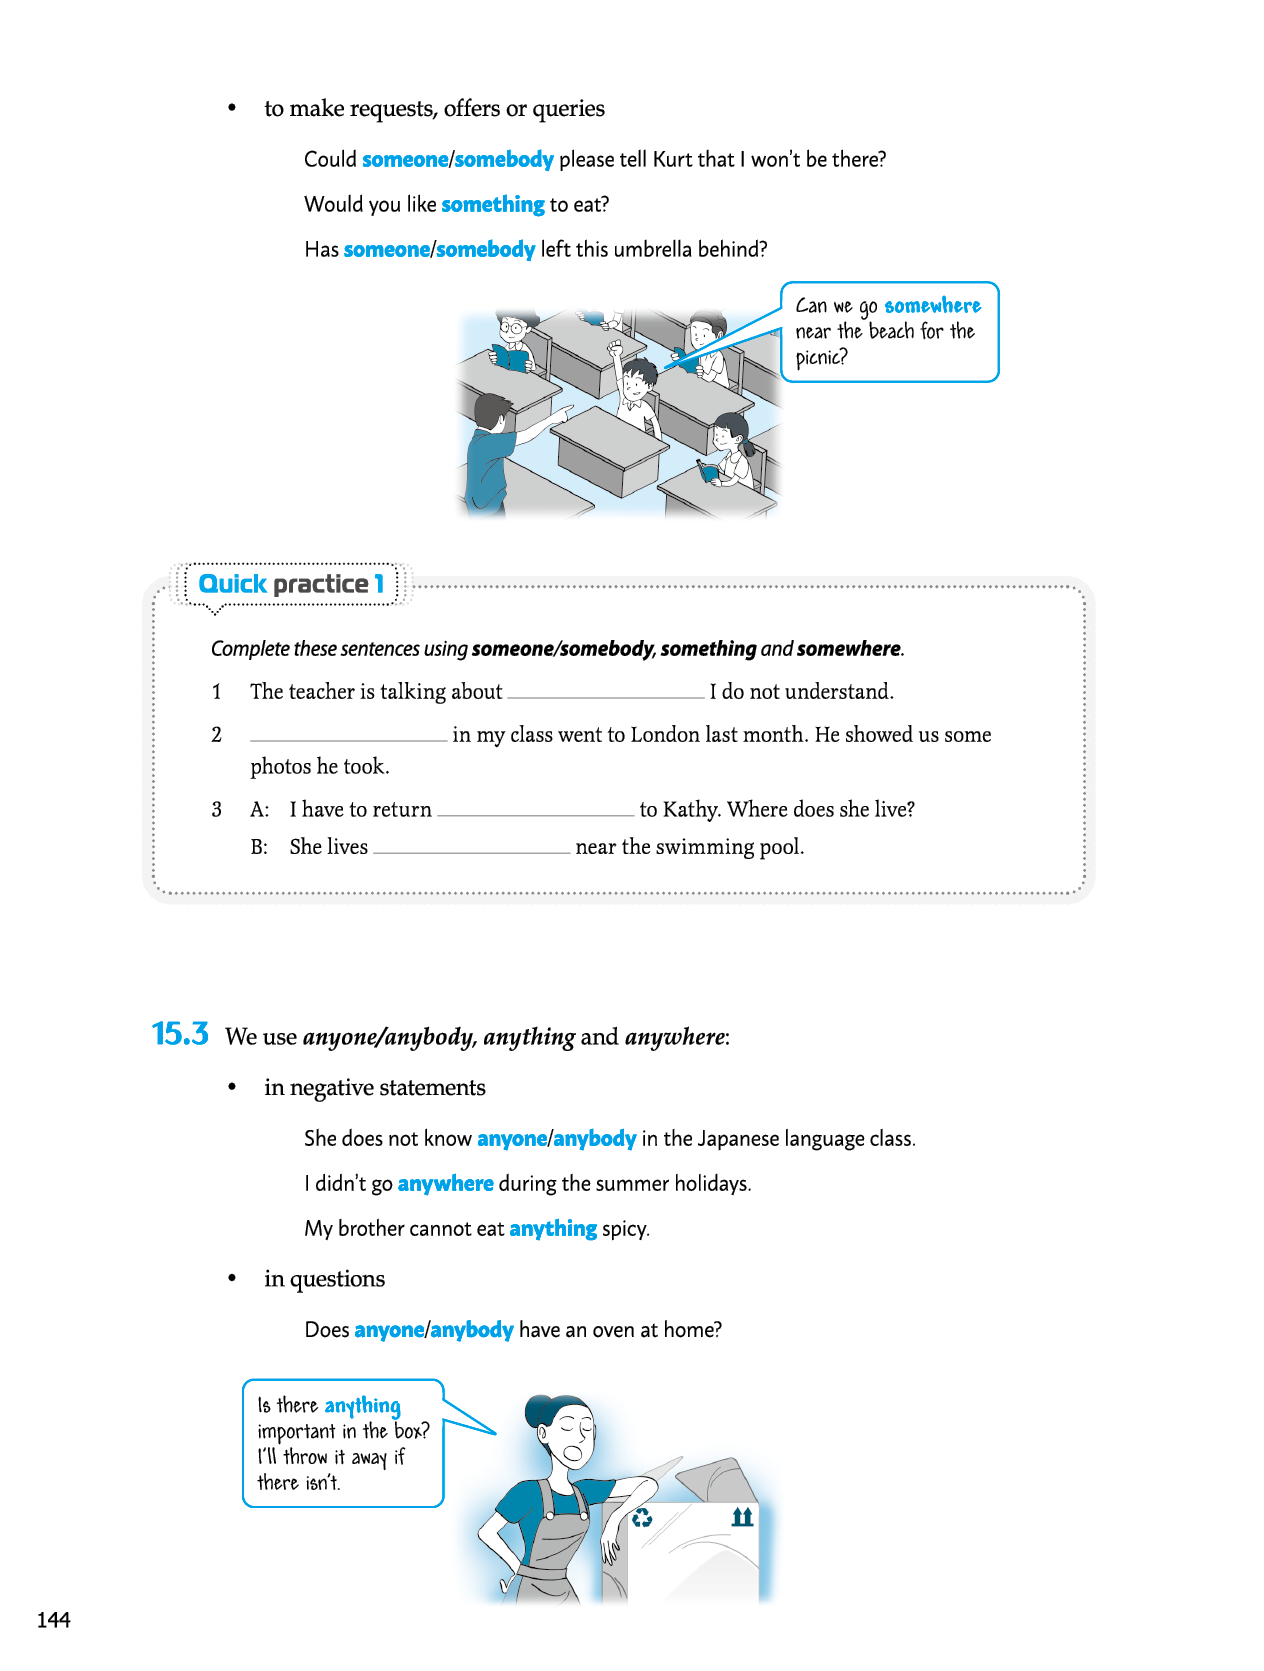 • to make requests, offers or queries
Could someone/somebody please tell Kurt that I won't be there?
Would you like something to eat?
Has someone/somebody left this umbrella behind?
Can we go somewhere
near the beach for the
picnic?
Quick practice 1
Complete these sentences using someone/somebody, something and somewhere.
1 The teacher is talking about ____________ I do not understand.
2 ____________ in my class went to London last month. He showed us some
photos he took.
3 A: I have to return ____________ to Kathy. Where does she live?
B: She lives ____________ near the swimming pool.
15.3 We use anyone/anybody, anything and anywhere:
• in negative statements
She does not know anyone/anybody in the Japanese language class.
I didn't go anywhere during the summer holidays.
My brother cannot eat anything spicy.
• in questions
Does anyone/anybody have an oven at home?
Is there anything
important in the box?
I'll throw it away if
there isn't.
144